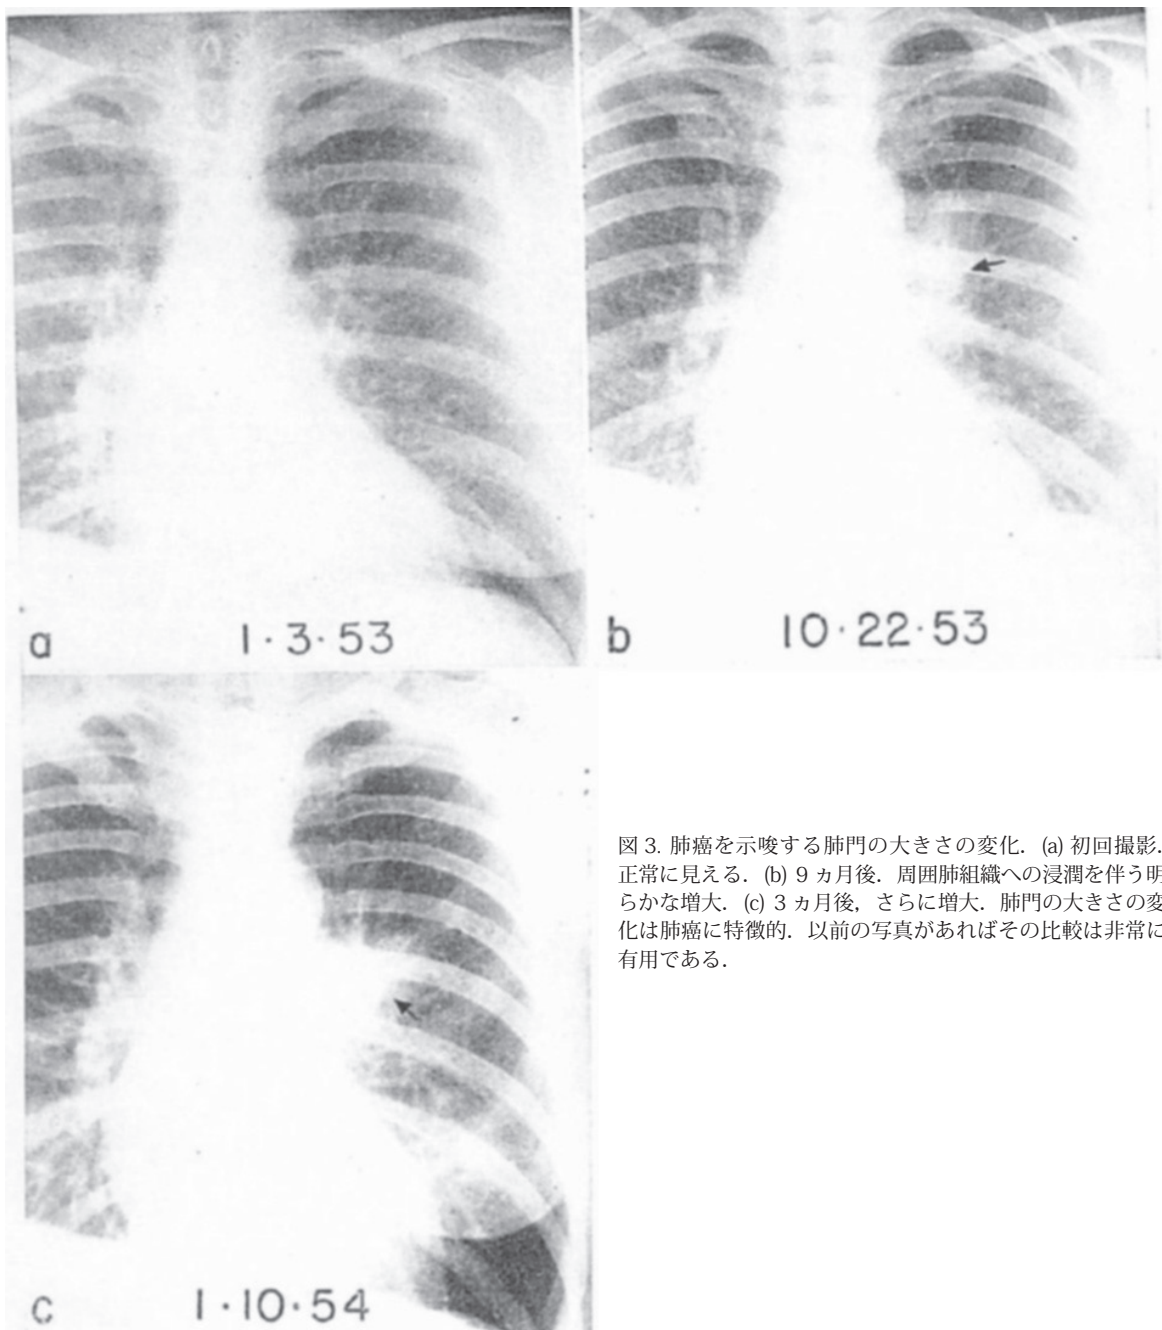 a 1·3·53
b 10·22·53
c 1·10·54
図 3. 肺癌を示唆する肺門の大きさの変化．(a) 初回撮影．
正常に見える．(b) 9 ヵ月後．周囲肺組織への浸潤を伴う明
らかな増大．(c) 3 ヵ月後，さらに増大．肺門の大きさの変
化は肺癌に特徴的．以前の写真があればその比較は非常に
有用である．